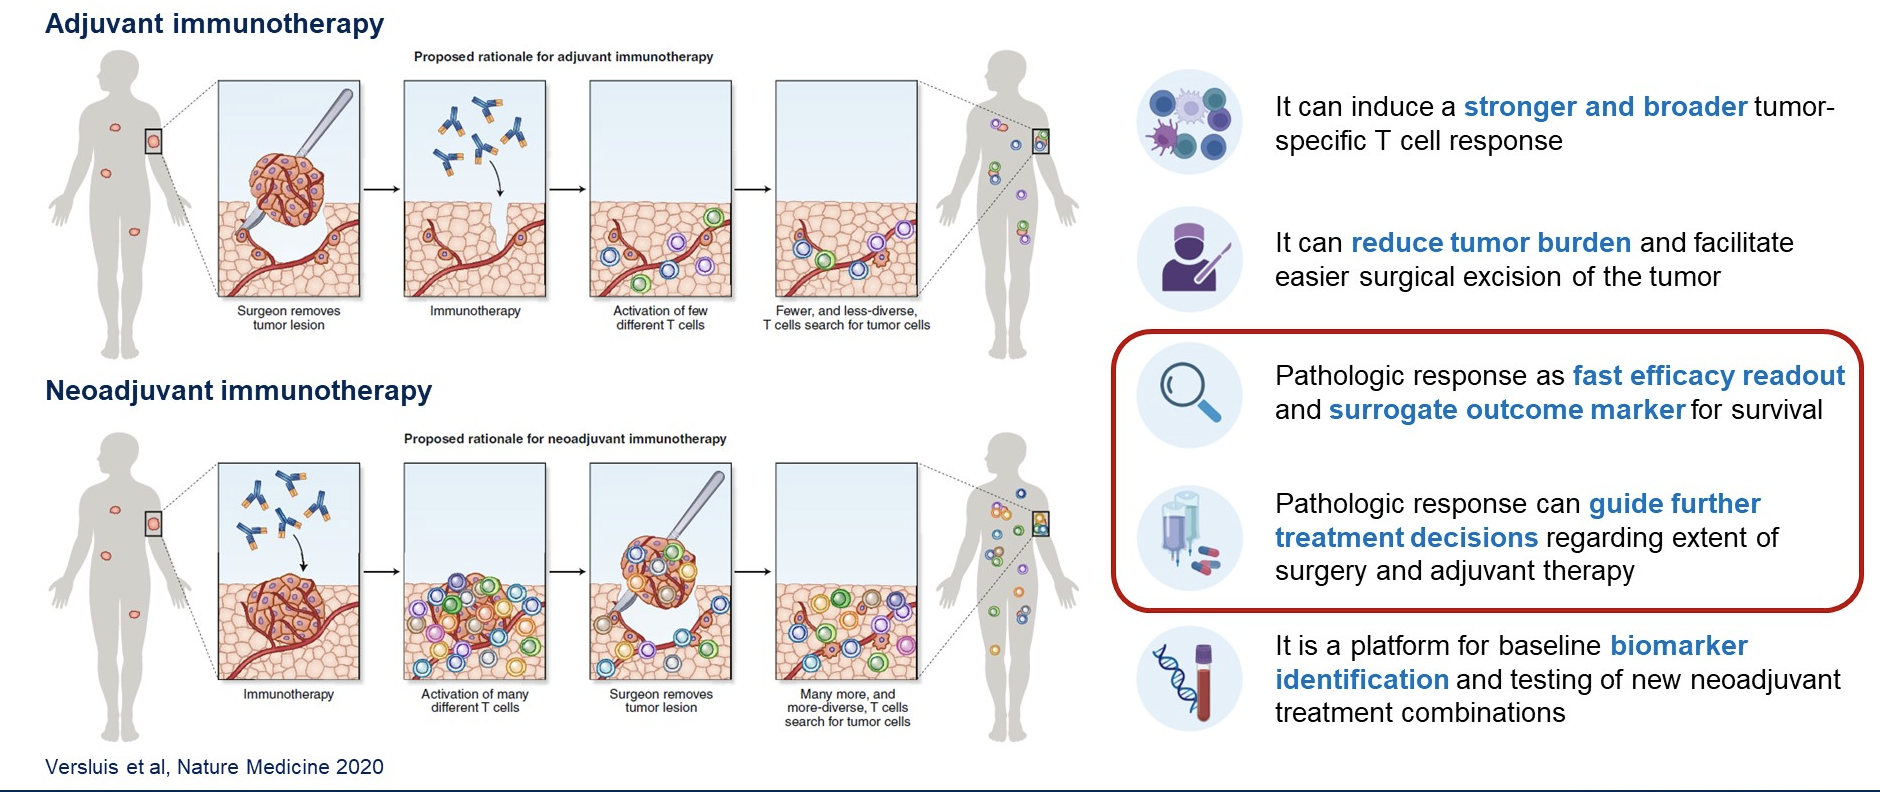 Adjuvant immunotherapy
Proposed rationale for adjuvant immunotherapy
Surgeon removes
tumor lesion
Immunotherapy
Activation of few
different T cells
Fewer, and less-diverse,
T cells search for tumor cells
Neoadjuvant immunotherapy
Proposed rationale for neoadjuvant immunotherapy
Immunotherapy
Activation of many
different T cells
Surgeon removes
tumor lesion
Many more, and
more-diverse, T cells
search for tumor cells
Versluis et al, Nature Medicine 2020
It can induce a stronger and broader tumor-
specific T cell response
It can reduce tumor burden and facilitate
easier surgical excision of the tumor
Pathologic response as fast efficacy readout
and surrogate outcome marker for survival
Pathologic response can guide further
treatment decisions regarding extent of
surgery and adjuvant therapy
It is a platform for baseline biomarker
identification and testing of new neoadjuvant
treatment combinations